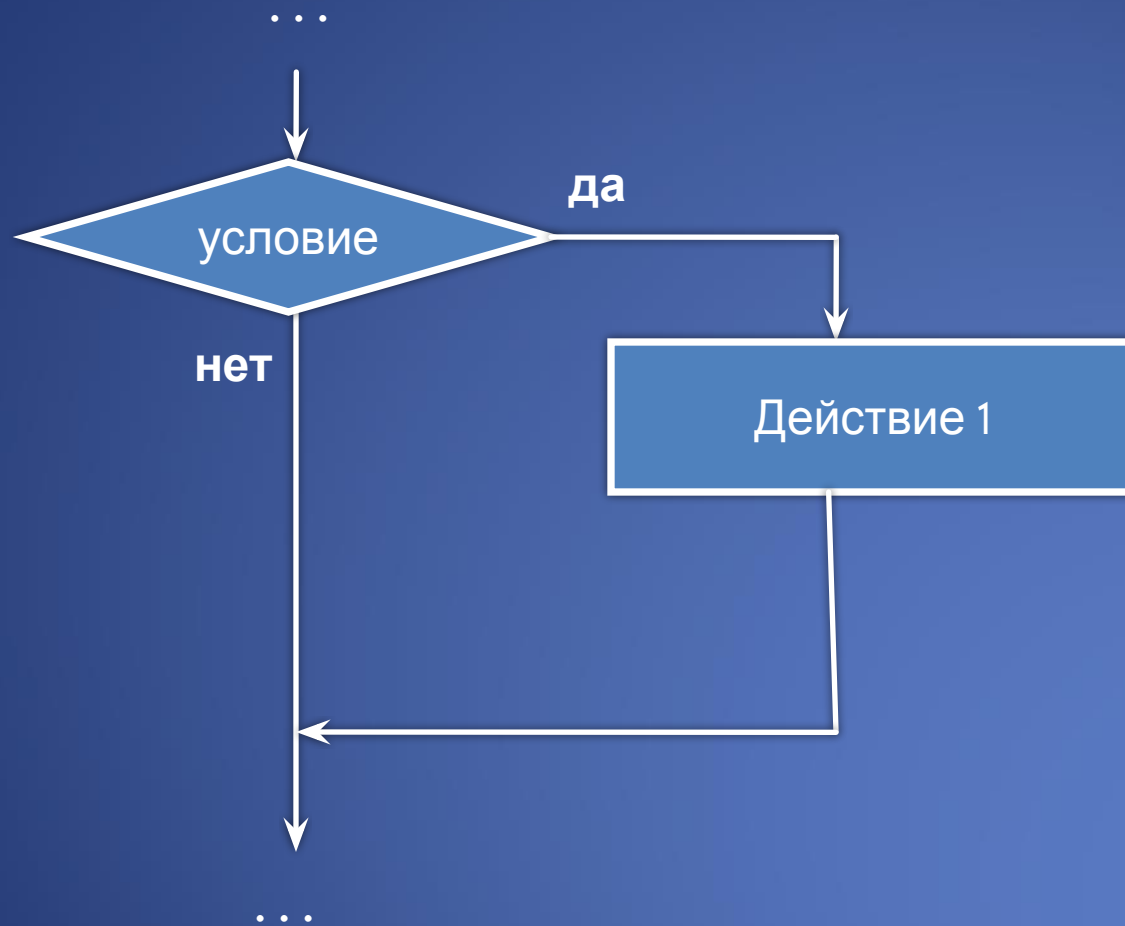 . . .
да
условие
нет
Действие 1
. . .